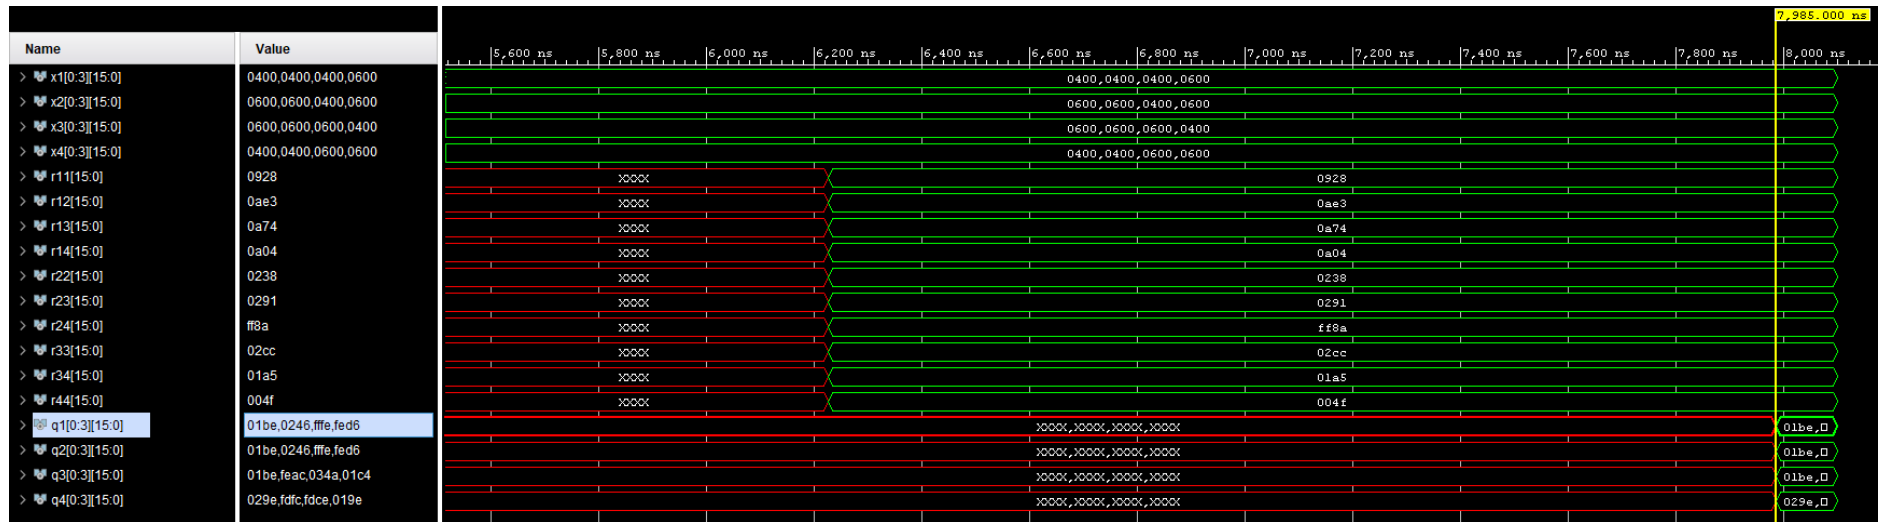 7,985.000 ns
Name Value
5,600 ns 5,800 ns 6,000 ns 6,200 ns 6,400 ns 6,600 ns 6,800 ns 7,000 ns 7,200 ns 7,400 ns 7,600 ns 7,800 ns 8,000 ns
x1[0:3][15:0] 0400,0400,0400,0600 0400,0400,0400,0600
x2[0:3][15:0] 0600,0600,0400,0600 0600,0600,0400,0600
x3[0:3][15:0] 0600,0600,0600,0400 0600,0600,0600,0400
x4[0:3][15:0] 0400,0400,0600,0600 0400,0400,0600,0600
r11[15:0] 0928 XXXX 0928
r12[15:0] 0ae3 XXXX 0ae3
r13[15:0] 0a74 XXXX 0a74
r14[15:0] 0a04 XXXX 0a04
r22[15:0] 0238 XXXX 0238
r23[15:0] 0291 XXXX 0291
r24[15:0] ff8a XXXX ff8a
r33[15:0] 02cc XXXX 02cc
r34[15:0] 01a5 XXXX 01a5
r44[15:0] 004f XXXX 004f
q1[0:3][15:0] 01be,0246,fffe,fed6 XXXX,XXXX,XXXX,XXXX 01be,
q2[0:3][15:0] 01be,0246,fffe,fed6 XXXX,XXXX,XXXX,XXXX 01be,
q3[0:3][15:0] 01be,feac,034a,01c4 XXXX,XXXX,XXXX,XXXX 01be,
q4[0:3][15:0] 029e,fdfc,fdce,019e XXXX,XXXX,XXXX,XXXX 029e,